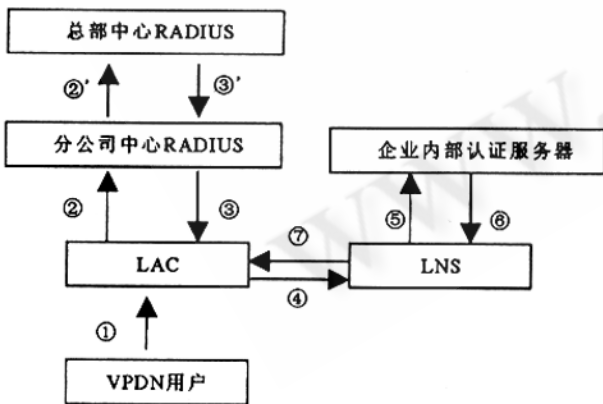 总部中心RADIUS
②' ③'
分公司中心RADIUS 企业内部认证服务器
② ③ ⑤ ⑥
⑦
LAC LNS
④
①
VPDN用户
WWW.